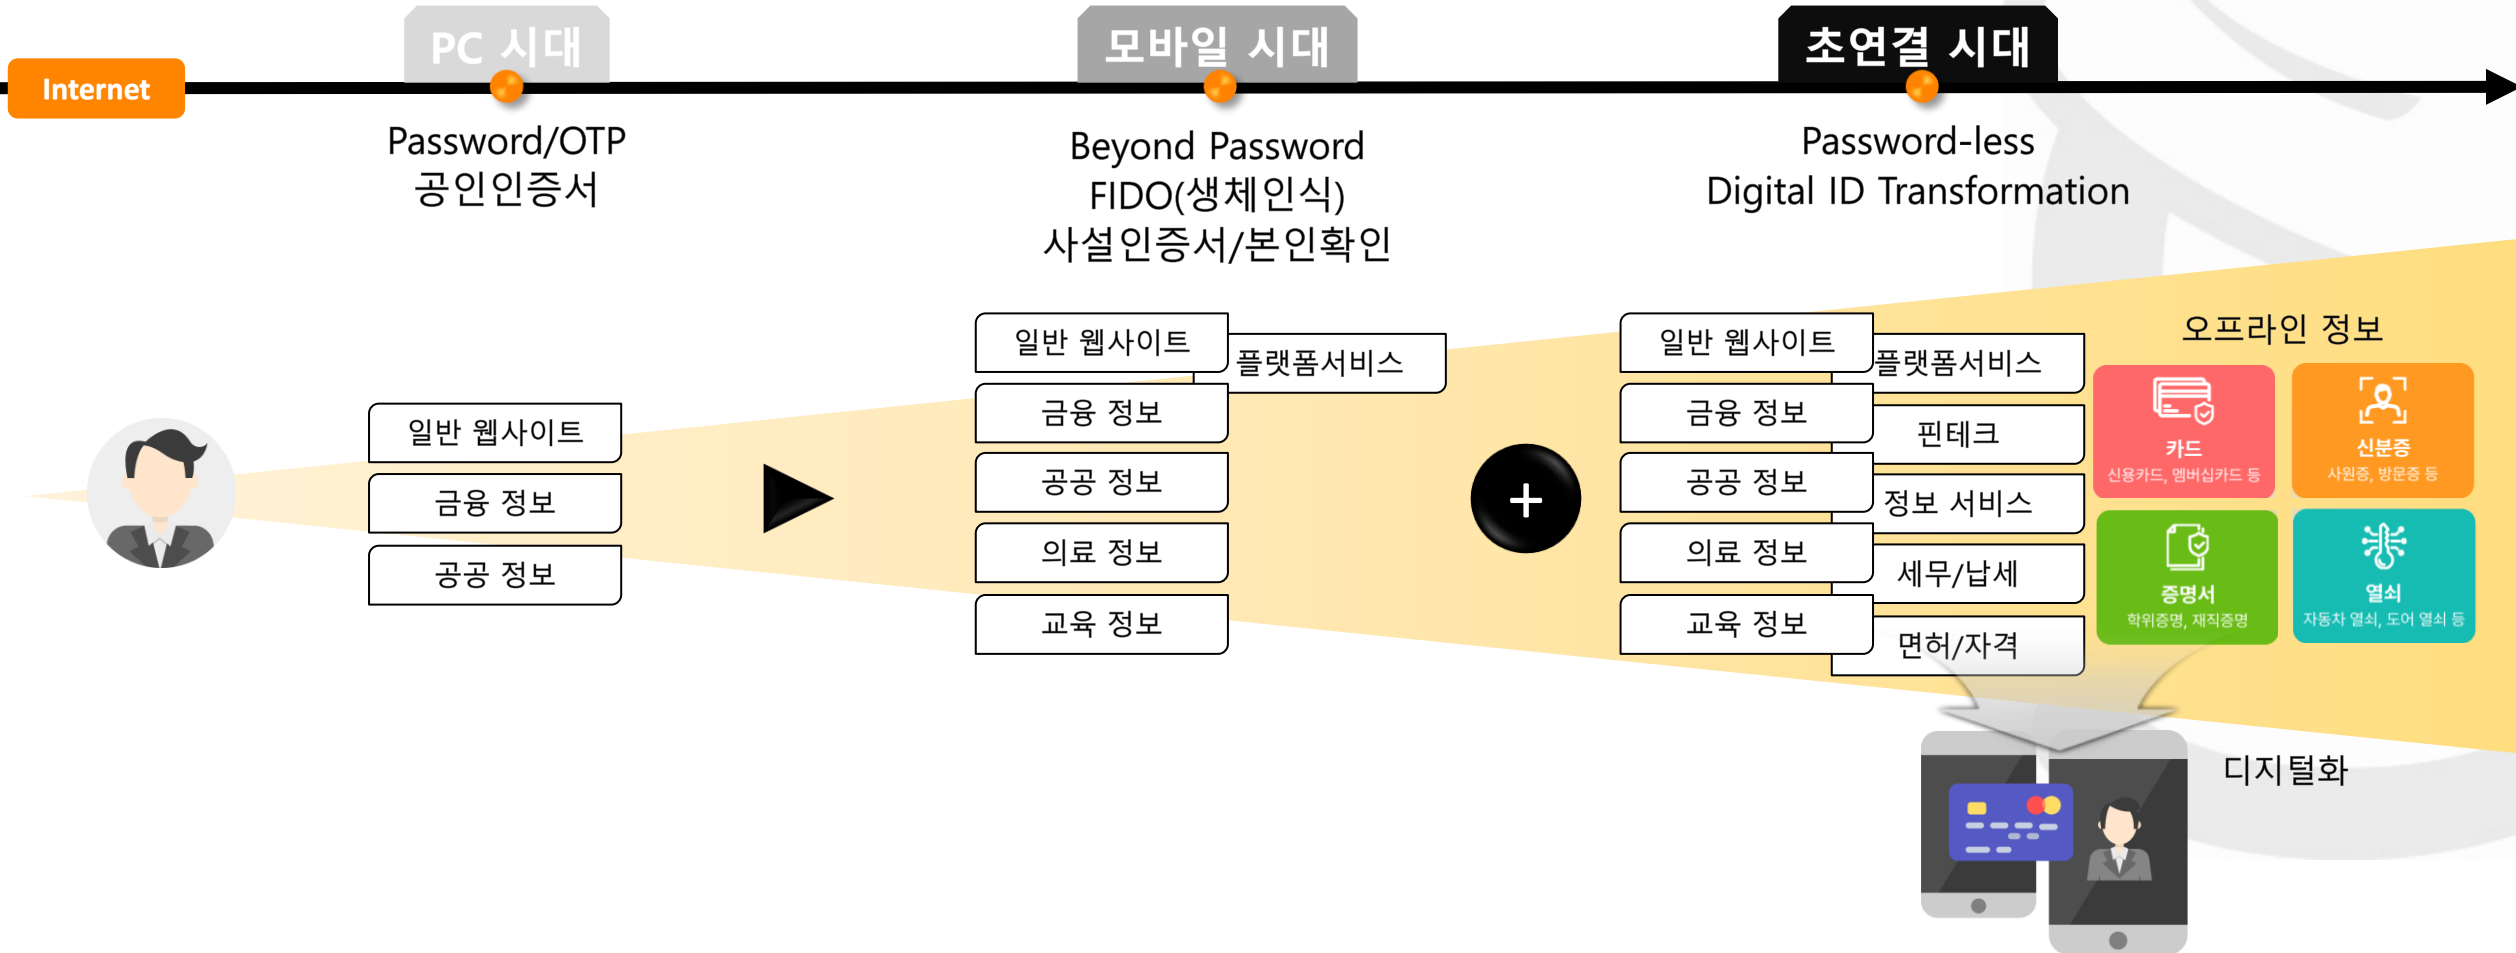 PC 시대
모바일 시대
초연결 시대
Internet
Password/OTP
공인인증서
Beyond Password
FIDO(생체인식)
사설인증서/본인확인
Password-less
Digital ID Transformation
일반 웹사이트
금융 정보
공공 정보
일반 웹사이트
플랫폼서비스
금융 정보
공공 정보
의료 정보
교육 정보
+
일반 웹사이트
플랫폼서비스
금융 정보
핀테크
공공 정보
정보 서비스
의료 정보
세무/납세
교육 정보
면허/자격
오프라인 정보
카드
신용카드, 멤버십카드 등
신분증
사원증, 방문증 등
증명서
학위증명, 재직증명
열쇠
자동차 열쇠, 도어 열쇠 등
디지털화